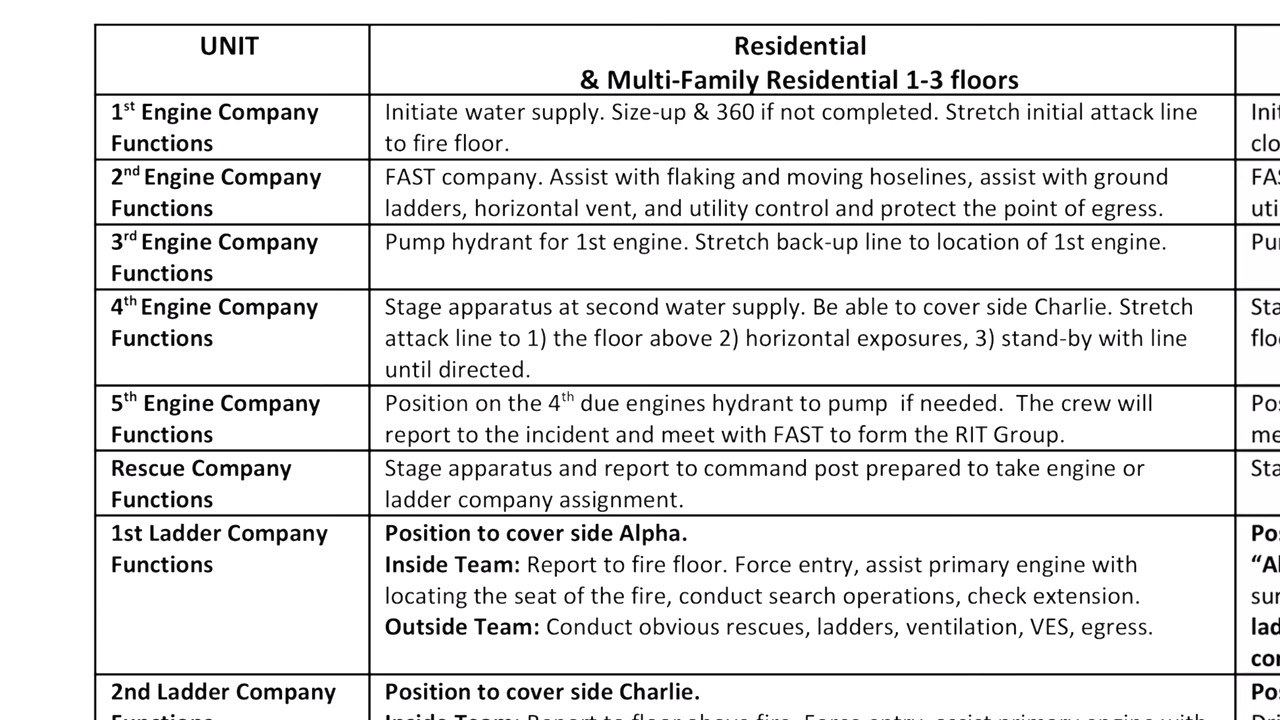 UNIT
Residential
& Multi-Family Residential 1-3 floors
1st Engine Company
Functions
Initiate water supply. Size-up & 360 if not completed. Stretch initial attack line
to fire floor.
2nd Engine Company
Functions
FAST company. Assist with flaking and moving hoselines, assist with ground
ladders, horizontal vent, and utility control and protect the point of egress.
3rd Engine Company
Functions
Pump hydrant for 1st engine. Stretch back-up line to location of 1st engine.
4th Engine Company
Functions
Stage apparatus at second water supply. Be able to cover side Charlie. Stretch
attack line to 1) the floor above 2) horizontal exposures, 3) stand-by with line
until directed.
5th Engine Company
Functions
Position on the 4th due engines hydrant to pump  if needed.  The crew will
report to the incident and meet with FAST to form the RIT Group.
Rescue Company
Functions
Stage apparatus and report to command post prepared to take engine or
ladder company assignment.
1st Ladder Company
Functions
Position to cover side Alpha.
Inside Team: Report to fire floor. Force entry, assist primary engine with
locating the seat of the fire, conduct search operations, check extension.
Outside Team: Conduct obvious rescues, ladders, ventilation, VES, egress.
2nd Ladder Company
Position to cover side Charlie.